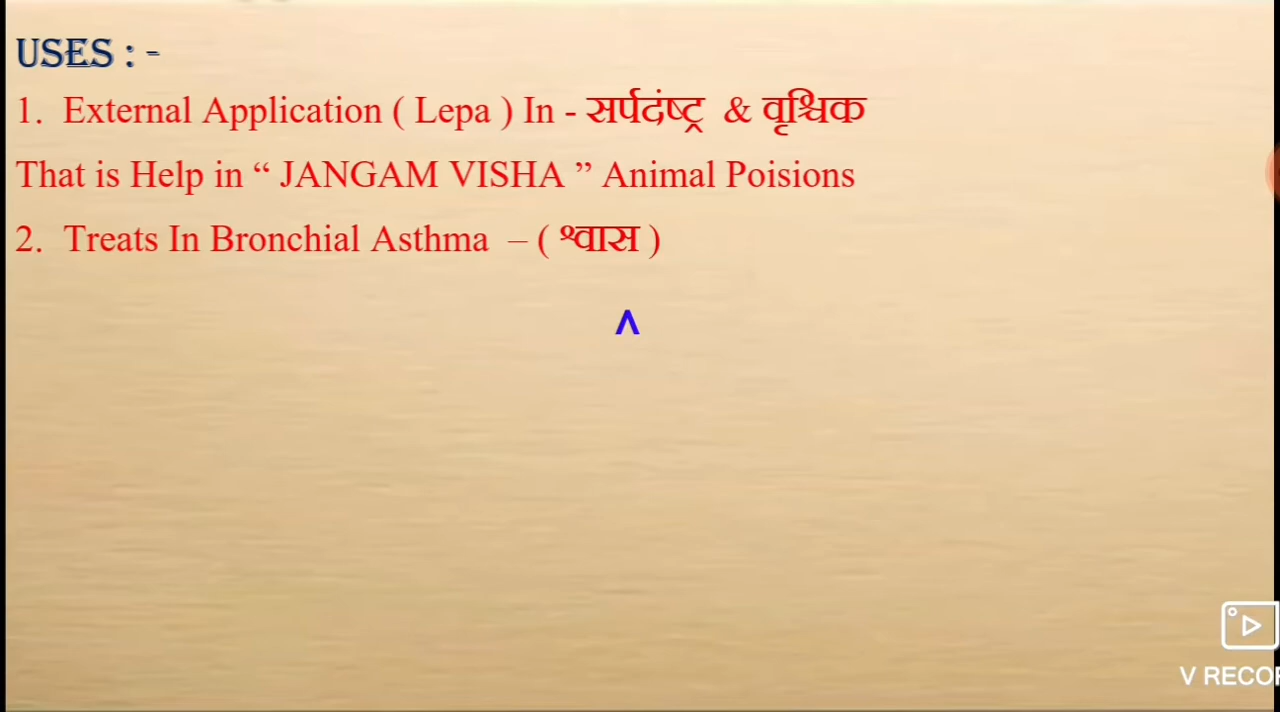 USES : -
1. External Application ( Lepa ) In - सर्पदंष्ट्र & वृश्चिक
That is Help in “ JANGAM VISHA ” Animal Poisions
2. Treats In Bronchial Asthma – ( श्वास )
^
V RECOR